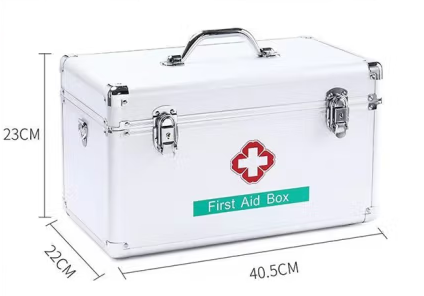 23CM
First Aid Box
22CM
40.5CM